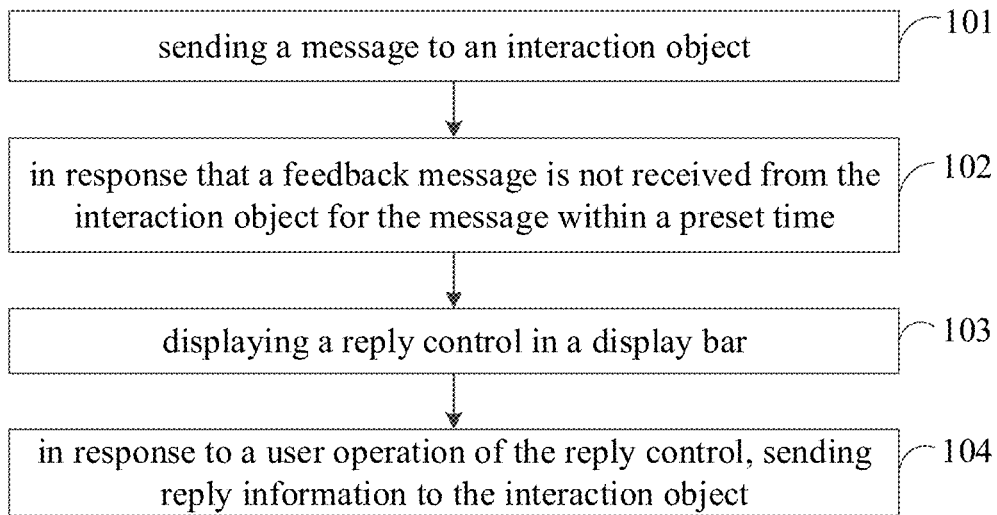 sending a message to an interaction object
101
in response that a feedback message is not received from the
interaction object for the message within a preset time
102
displaying a reply control in a display bar
103
in response to a user operation of the reply control, sending
reply information to the interaction object
104